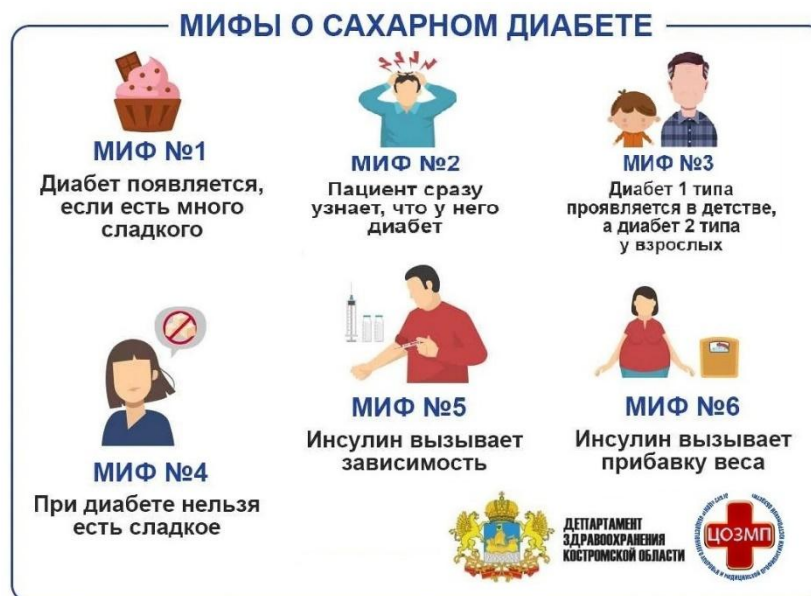 МИФЫ О САХАРНОМ ДИАБЕТЕ
МИФ №1
Диабет появляется,
если есть много
сладкого
МИФ №2
Пациент сразу
узнает, что у него
диабет
МИФ №3
Диабет 1 типа
проявляется в детстве,
а диабет 2 типа
у взрослых
МИФ №4
При диабете нельзя
есть сладкое
МИФ №5
Инсулин вызывает
зависимость
МИФ №6
Инсулин вызывает
прибавку веса
ДЕПАРТАМЕНТ
ЗДРАВООХРАНЕНИЯ
КОСТРОМСКОЙ ОБЛАСТИ
ЦОЗМП